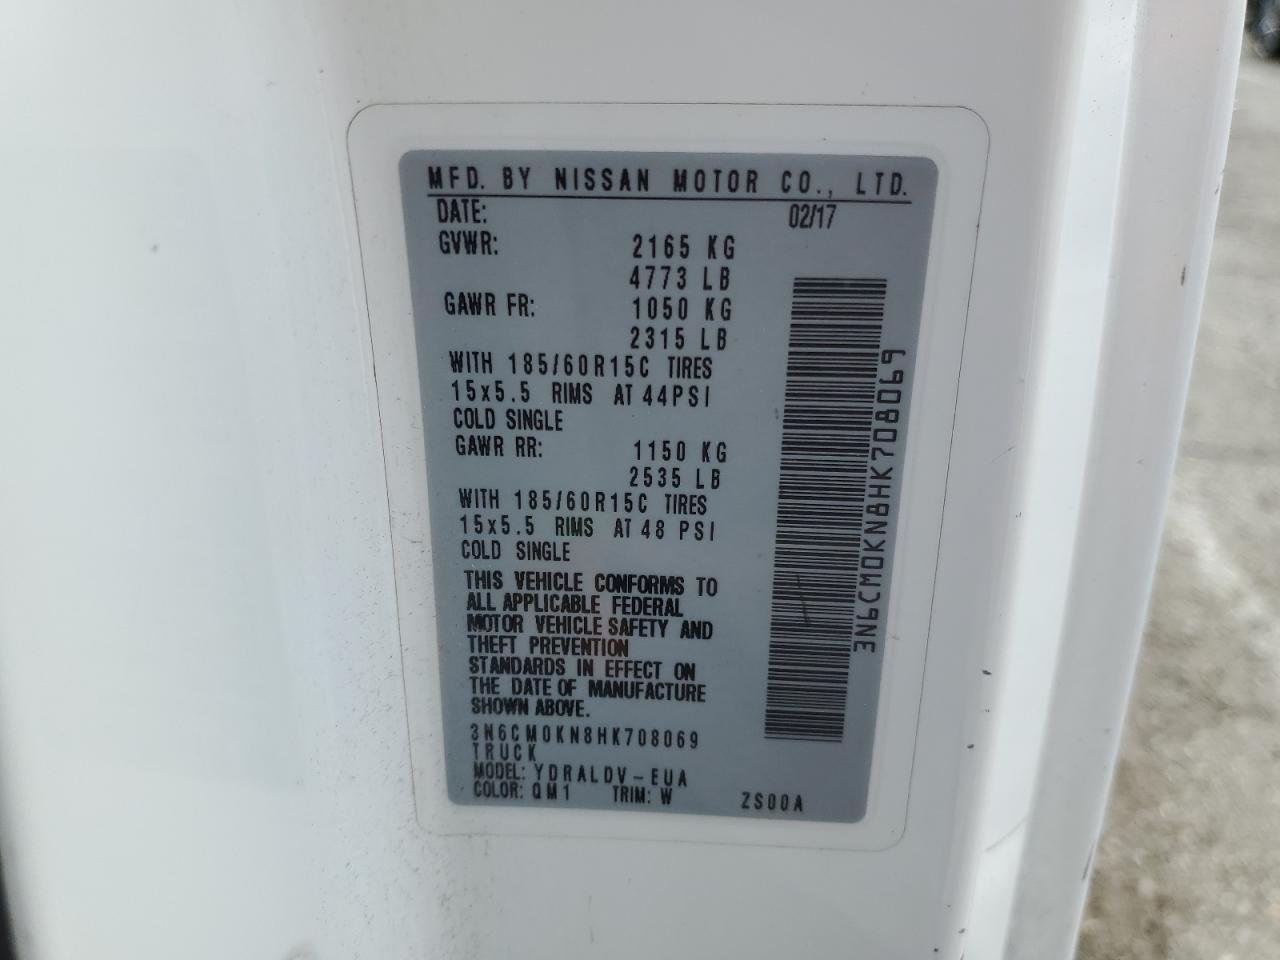 MFD. BY NISSAN MOTOR CO., LTD.
DATE: 02/17
GVWR: 2165 KG
4773 LB
GAWR FR: 1050 KG
2315 LB
WITH 185/60R15C TIRES
15x5.5 RIMS AT 44PSI
COLD SINGLE
GAWR RR: 1150 KG
2535 LB
WITH 185/60R15C TIRES
15x5.5 RIMS AT 48 PSI
COLD SINGLE
THIS VEHICLE CONFORMS TO
ALL APPLICABLE FEDERAL
MOTOR VEHICLE SAFETY AND
THEFT PREVENTION
STANDARDS IN EFFECT ON
THE DATE OF MANUFACTURE
SHOWN ABOVE.
3N6CM0KN8HK708069
TRUCK
MODEL: YDRALDV-EUA
COLOR: QM1 TRIM: W ZS00A
3N6CM0KN8HK708069